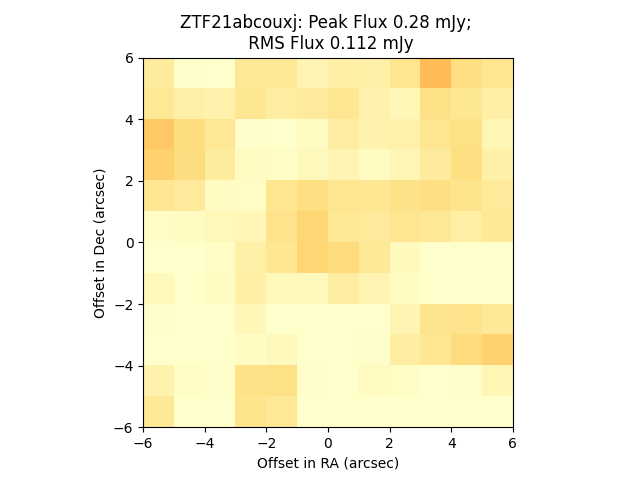 ZTF21abcouxj: Peak Flux 0.28 mJy;
RMS Flux 0.112 mJy
6
4
2
0
−2
−4
−6
Offset in Dec (arcsec)
−6 −4 −2 0 2 4 6
Offset in RA (arcsec)